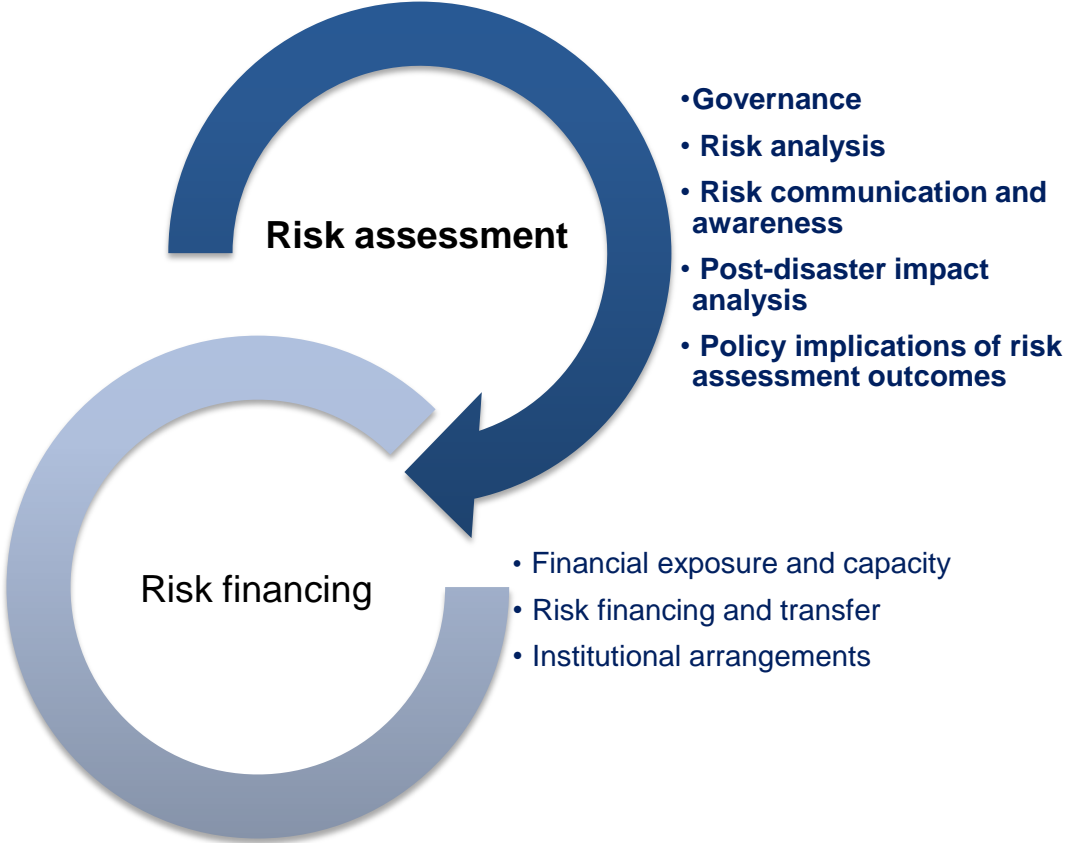 •Governance
• Risk analysis
• Risk communication and
awareness
Risk assessment
• Post-disaster impact
analysis
• Policy implications of risk
assessment outcomes
Risk financing
• Financial exposure and capacity
• Risk financing and transfer
• Institutional arrangements